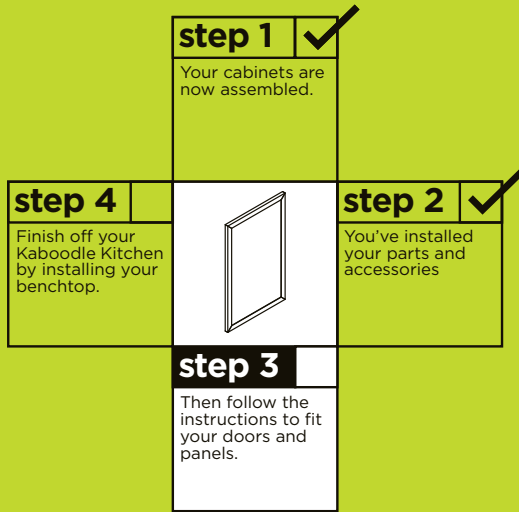 step 1
Your cabinets are
now assembled.
step 2
You’ve installed
your parts and
accessories
step 3
Then follow the
instructions to fit
your doors and
panels.
step 4
Finish off your
Kaboodle Kitchen
by installing your
benchtop.